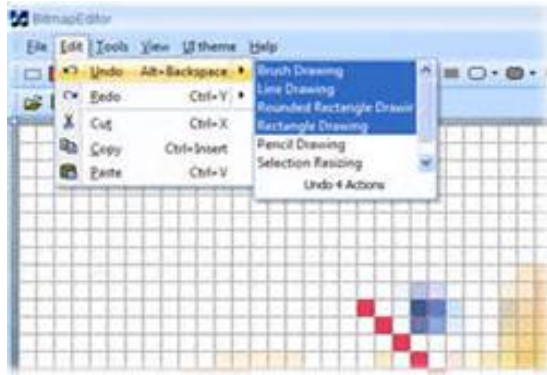 BitmapEditor
File Edit Tools View UI theme Help
Undo Alt+Backspace
Redo Ctrl+Y
Cut Ctrl+X
Copy Ctrl+Insert
Paste Ctrl+V
Brush Drawing
Line Drawing
Rounded Rectangle Drawin
Rectangle Drawing
Pencil Drawing
Selection Resizing
Undo 4 Actions